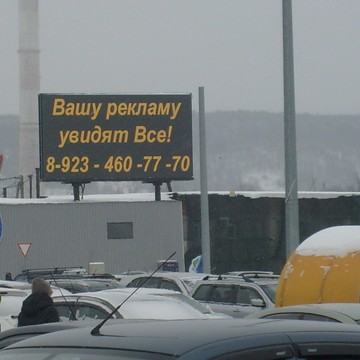 Вашу рекламу
увидят Все!
8-923 - 460-77-70